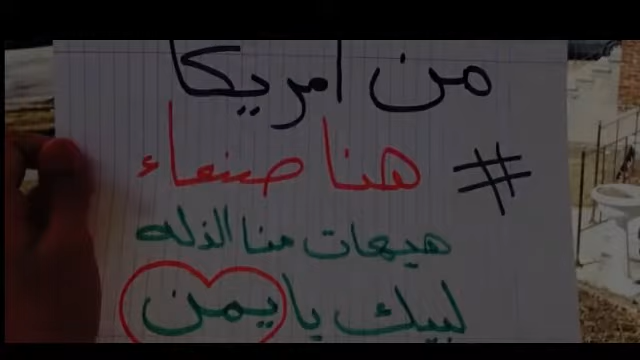 من امريكا
# هنا صنعاء
هيهات منا الذله
لبيك يا يمن